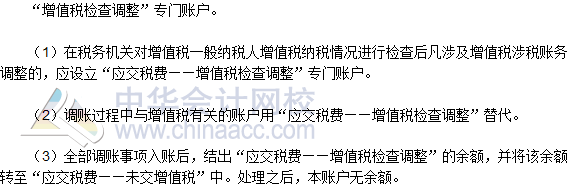 “增值税检查调整”专门账户。
（1）在税务机关对增值税一般纳税人增值税纳税情况进行检查后凡涉及增值税涉税账务
调整的，应设立“应交税费——增值税检查调整”专门账户。
（2）调账过程中与增值税有关的账户用“应交税费——增值税检查调整”替代。
中华会计网校
www.chinaacc.com
（3）全部调账事项入账后，结出“应交税费——增值税检查调整”的余额，并将该余额
转至“应交税费——未交增值税”中。处理之后，本账户无余额。